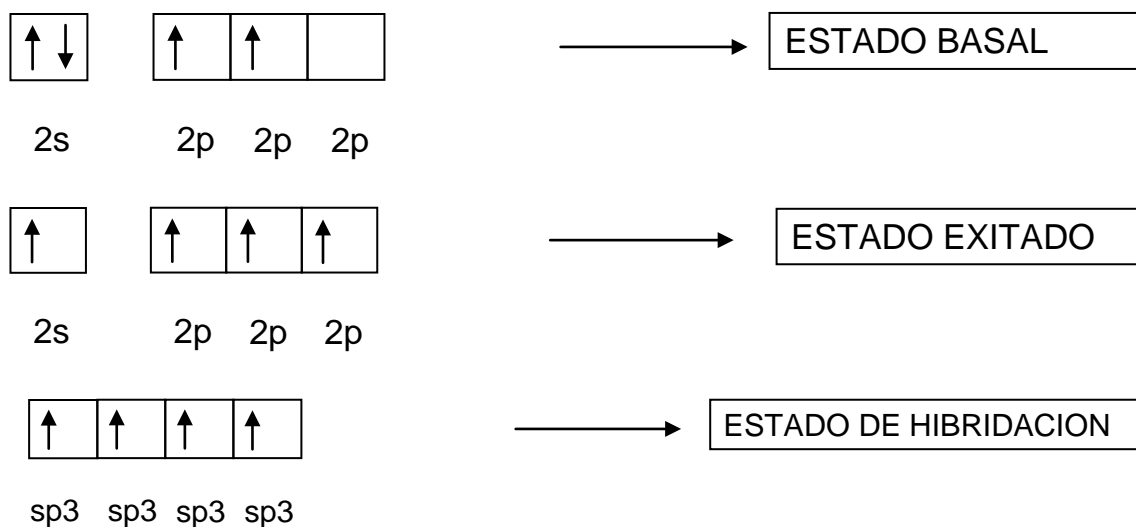 ESTADO BASAL
2s 2p 2p 2p
ESTADO EXITADO
2s 2p 2p 2p
ESTADO DE HIBRIDACION
sp3 sp3 sp3 sp3